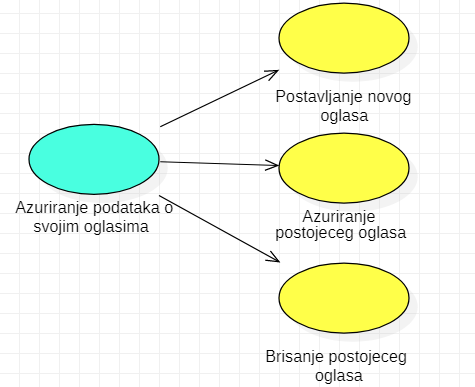 Postavljanje novog
oglasa
Azuriranje podataka o
svojim oglasima
Azuriranje
postojeceg oglasa
Brisanje postojeceg
oglasa